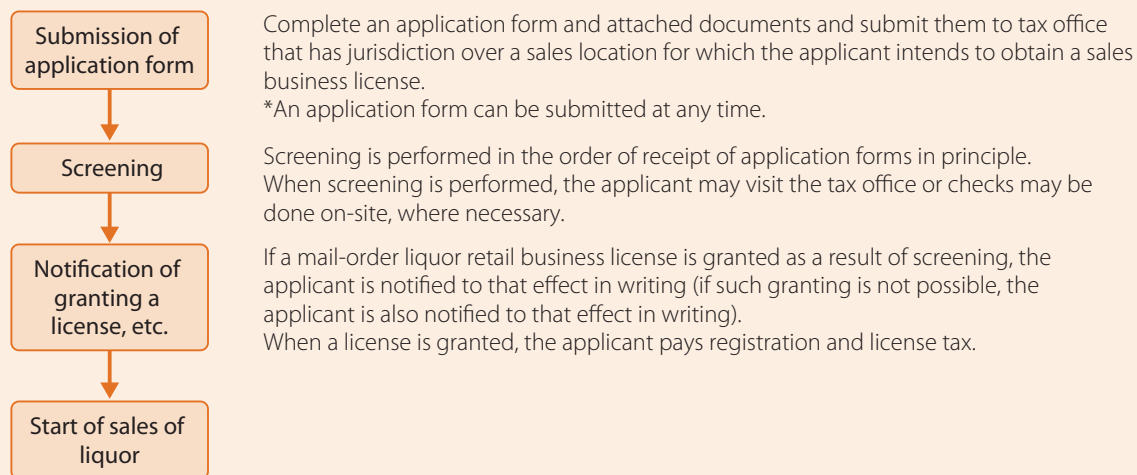 Submission of
application form
Complete an application form and attached documents and submit them to tax office
that has jurisdiction over a sales location for which the applicant intends to obtain a sales
business license.
*An application form can be submitted at any time.
Screening
Screening is performed in the order of receipt of application forms in principle.
When screening is performed, the applicant may visit the tax office or checks may be
done on-site, where necessary.
Notification of
granting a
license, etc.
If a mail-order liquor retail business license is granted as a result of screening, the
applicant is notified to that effect in writing (if such granting is not possible, the
applicant is also notified to that effect in writing).
When a license is granted, the applicant pays registration and license tax.
Start of sales of
liquor